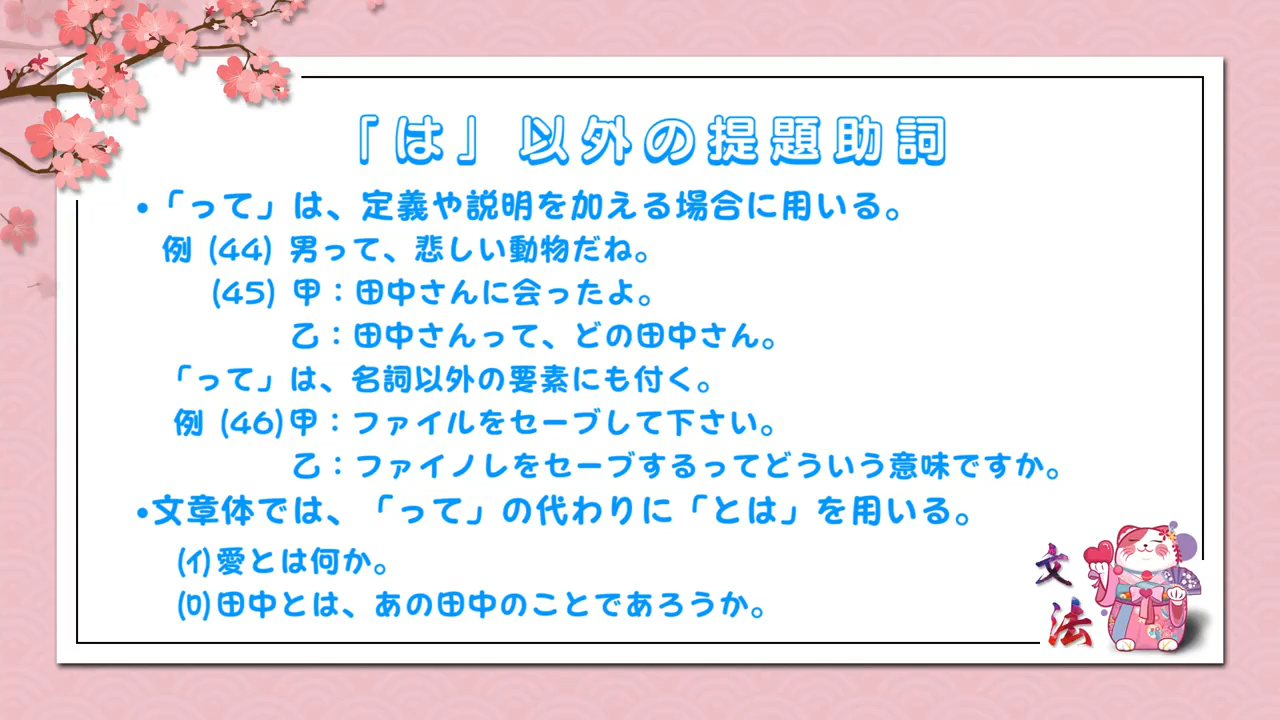 「は」以外の提題助詞
•「って」は、定義や説明を加える場合に用いる。
例 (44) 男って、悲しい動物だね。
(45) 甲：田中さんに会ったよ。
乙：田中さんって、どの田中さん。
「って」は、名詞以外の要素にも付く。
例 (46)甲：ファイルをセーブして下さい。
乙：ファイノレをセーブするってどういう意味ですか。
•文章体では、「って」の代わりに「とは」を用いる。
(イ)愛とは何か。
(ロ)田中とは、あの田中のことであろうか。
文法